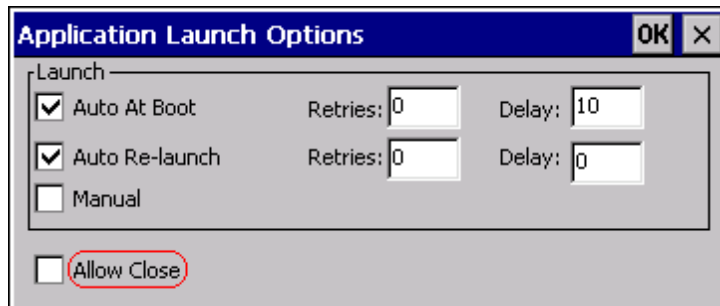 Application Launch Options OK ×
Launch
Auto At Boot Retries: 0 Delay: 10
Auto Re-launch Retries: 0 Delay: 0
Manual
Allow Close